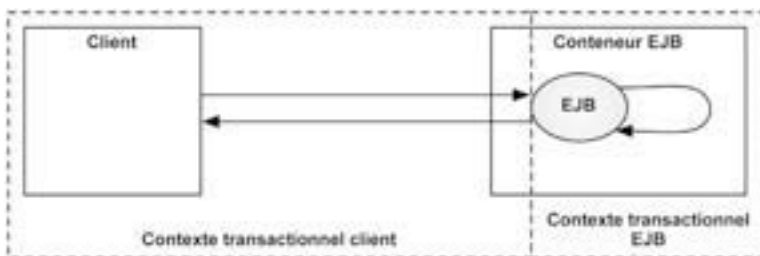 Client
Conteneur EJB
EJB
Contexte transactionnel client
Contexte transactionnel
EJB